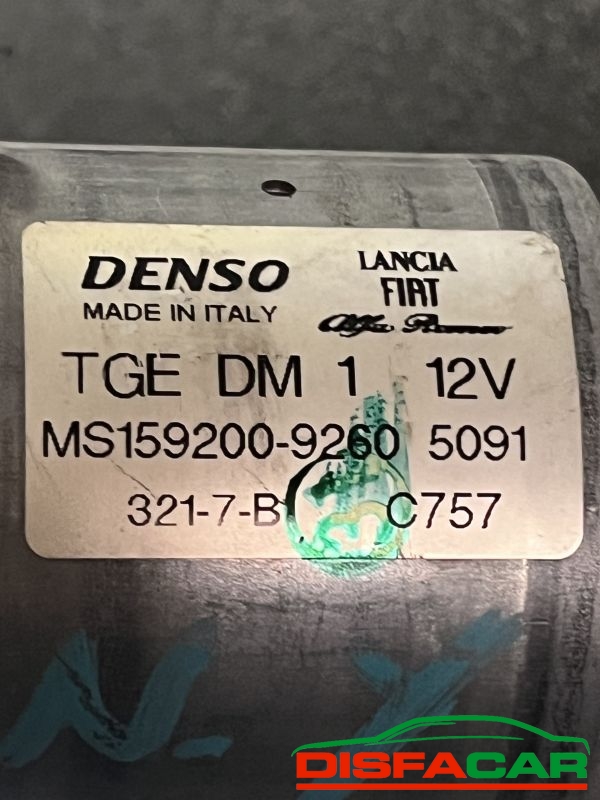 DENSO
MADE IN ITALY
LANCIA
FIAT
Alfa Romeo
TGE DM 1 12V
MS159200-9260 5091
321-7-B C757
N.7
DISFACAR